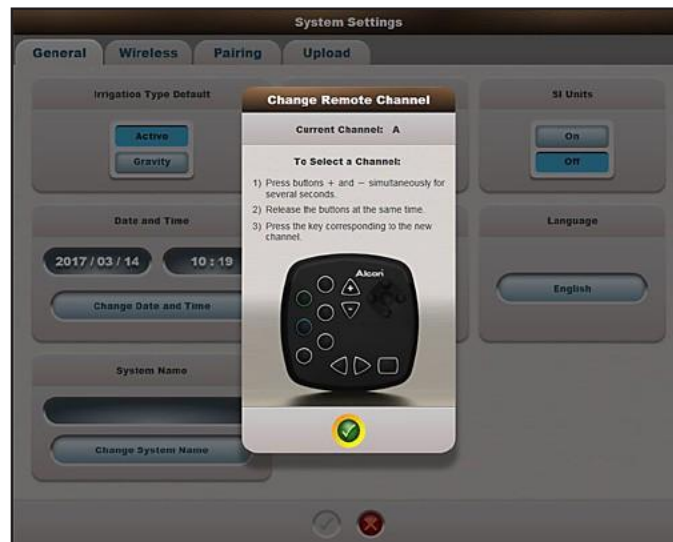 System Settings
General Wireless Pairing Upload
Irrigation Type Default
Active
Gravity
Date and Time
2017 / 03 / 14 10 : 19
Change Date and Time
System Name
Change System Name
Change Remote Channel
Current Channel: A
To Select a Channel:
1) Press buttons + and − simultaneously for
several seconds.
2) Release the buttons at the same time.
3) Press the key corresponding to the new
channel.
Alcon
+
−
SI Units
On
Off
Language
English